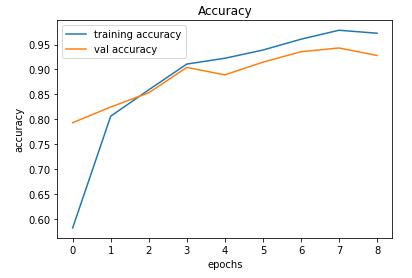 Accuracy
training accuracy
val accuracy
0.95
0.90
0.85
0.80
0.75
0.70
0.65
0.60
accuracy
0 1 2 3 4 5 6 7 8
epochs